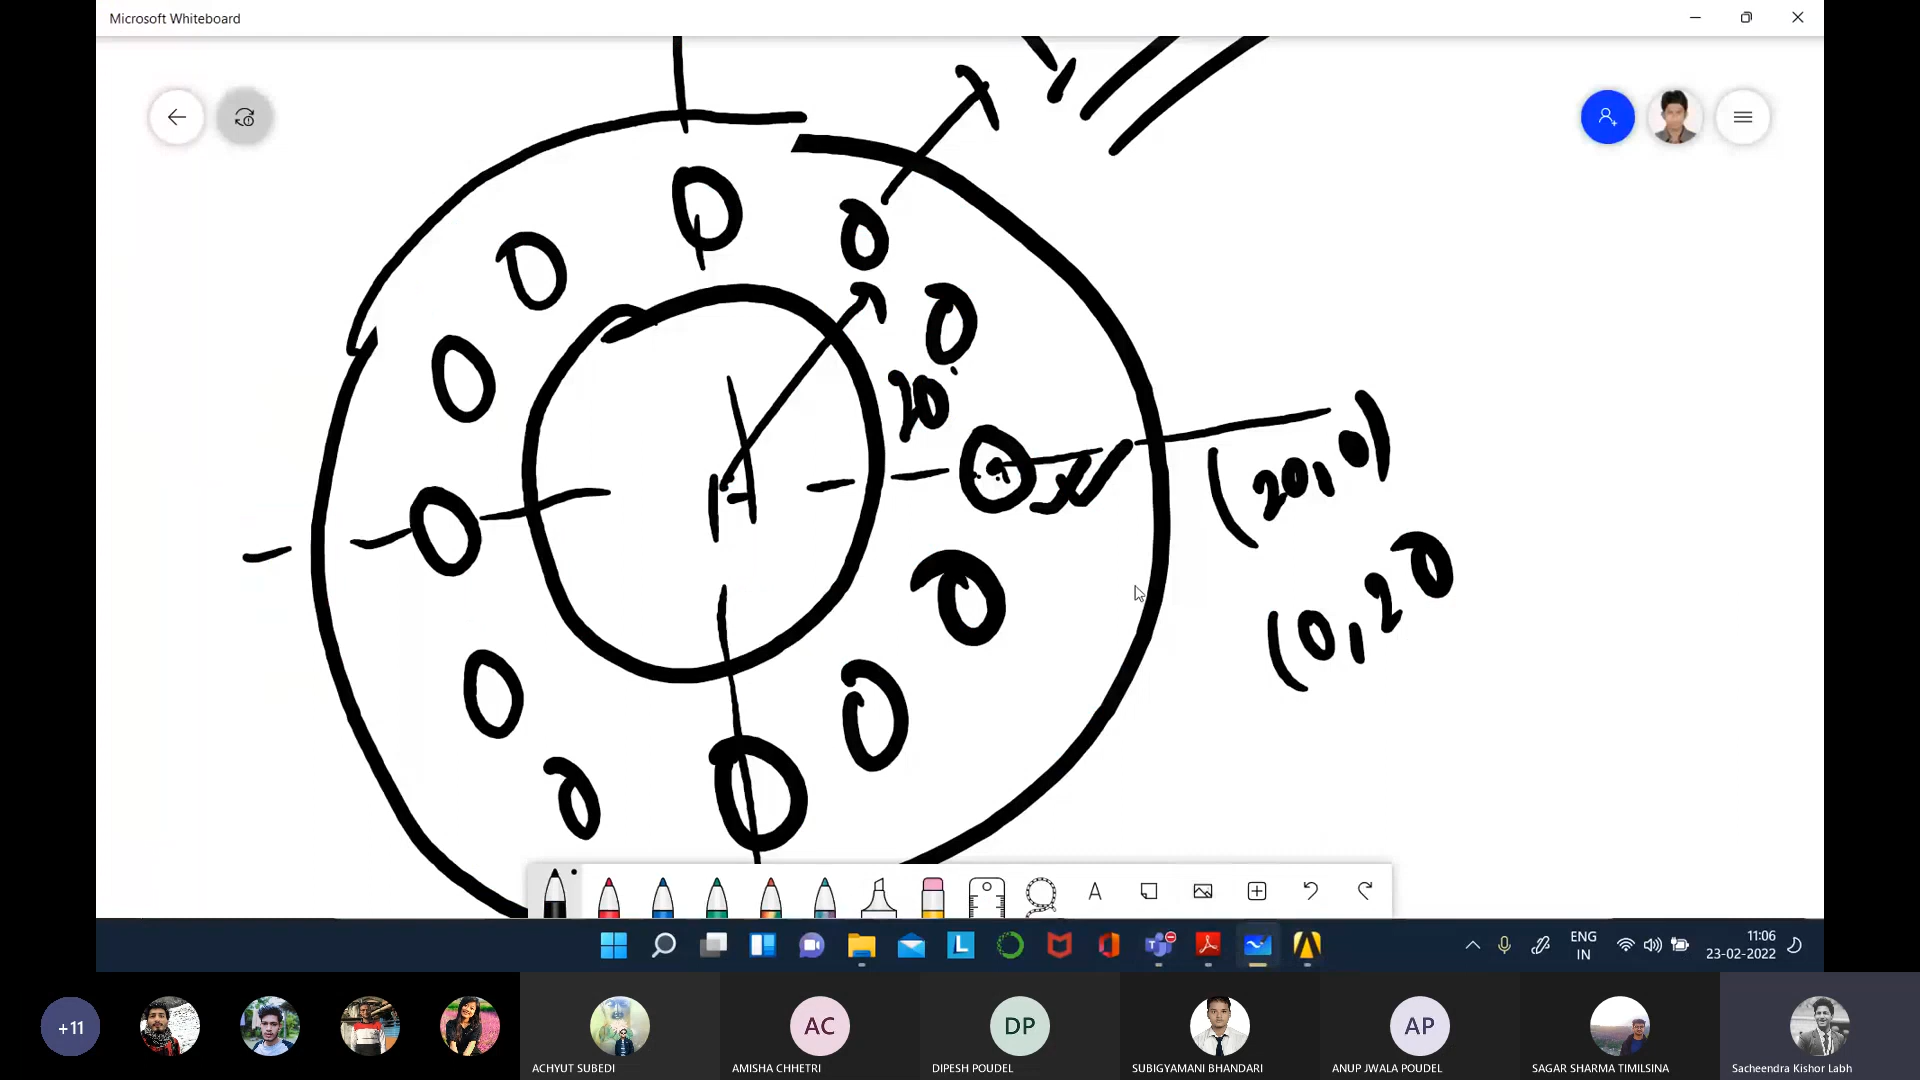 Microsoft Whiteboard
20
(20, 0)
(0, 20
A
L
ENG
IN
11:06
23-02-2022
+11
AC
DP
AP
ACHYUT SUBEDI
AMISHA CHHETRI
DIPESH POUDEL
SUBIGYAMANI BHANDARI
ANUP JWALA POUDEL
SAGAR SHARMA TIMILSINA
Sacheendra Kishor Labh